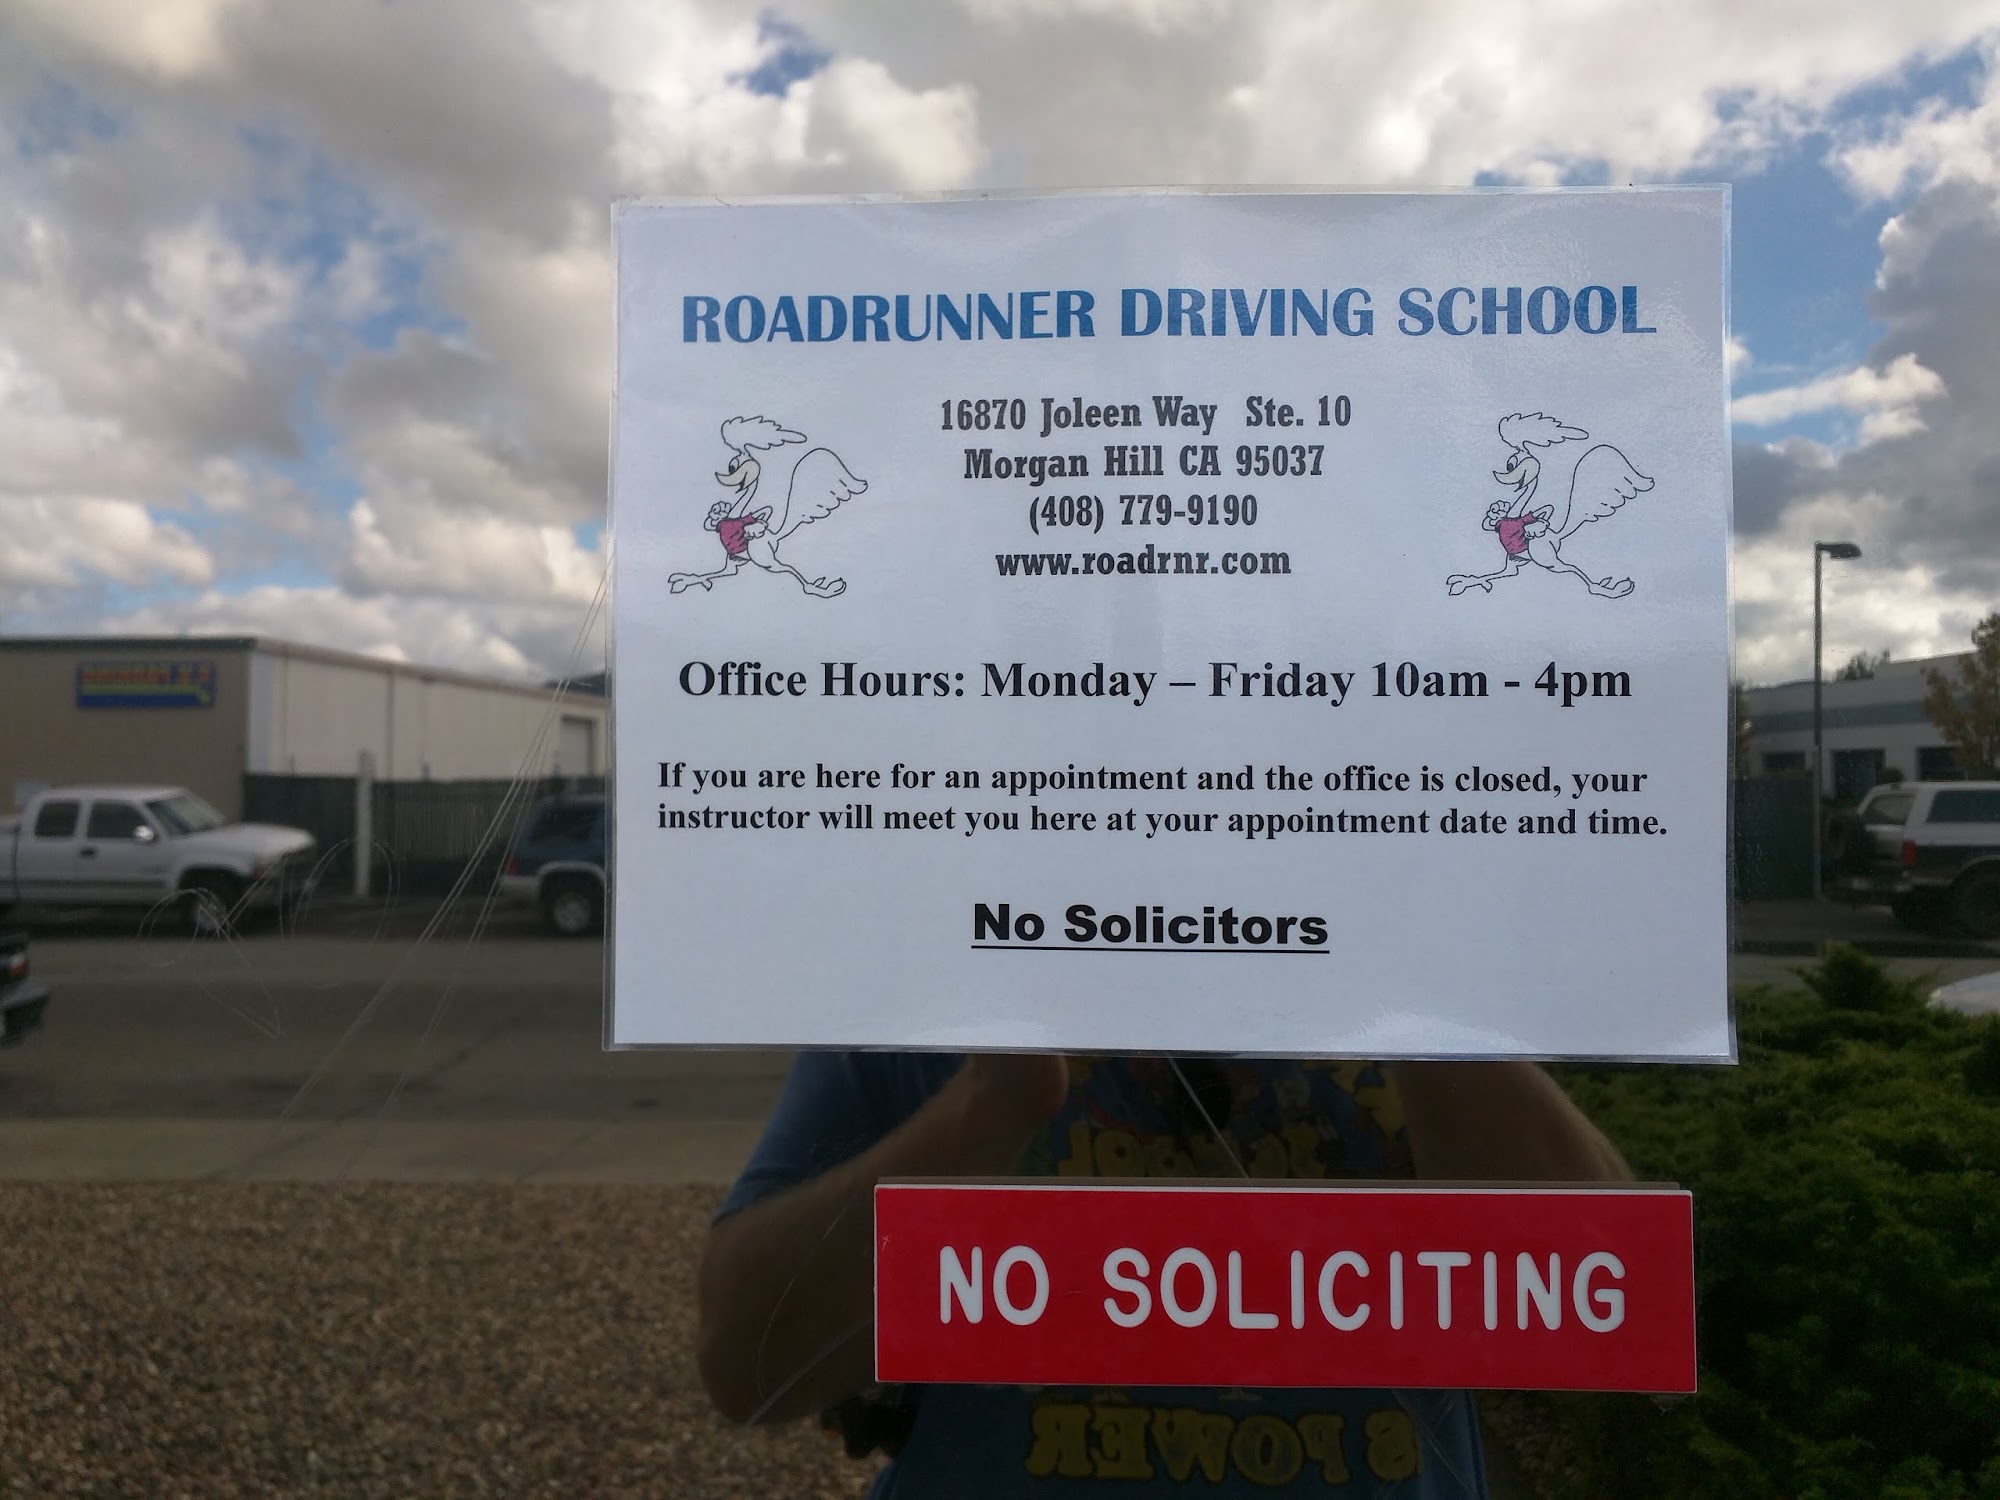 ROADRUNNER DRIVING SCHOOL
16870 Joleen Way Ste. 10
Morgan Hill CA 95037
(408) 779-9190
www.roadrnr.com
Office Hours: Monday – Friday 10am - 4pm
If you are here for an appointment and the office is closed, your
instructor will meet you here at your appointment date and time.
No Solicitors
NO SOLICITING
POWER